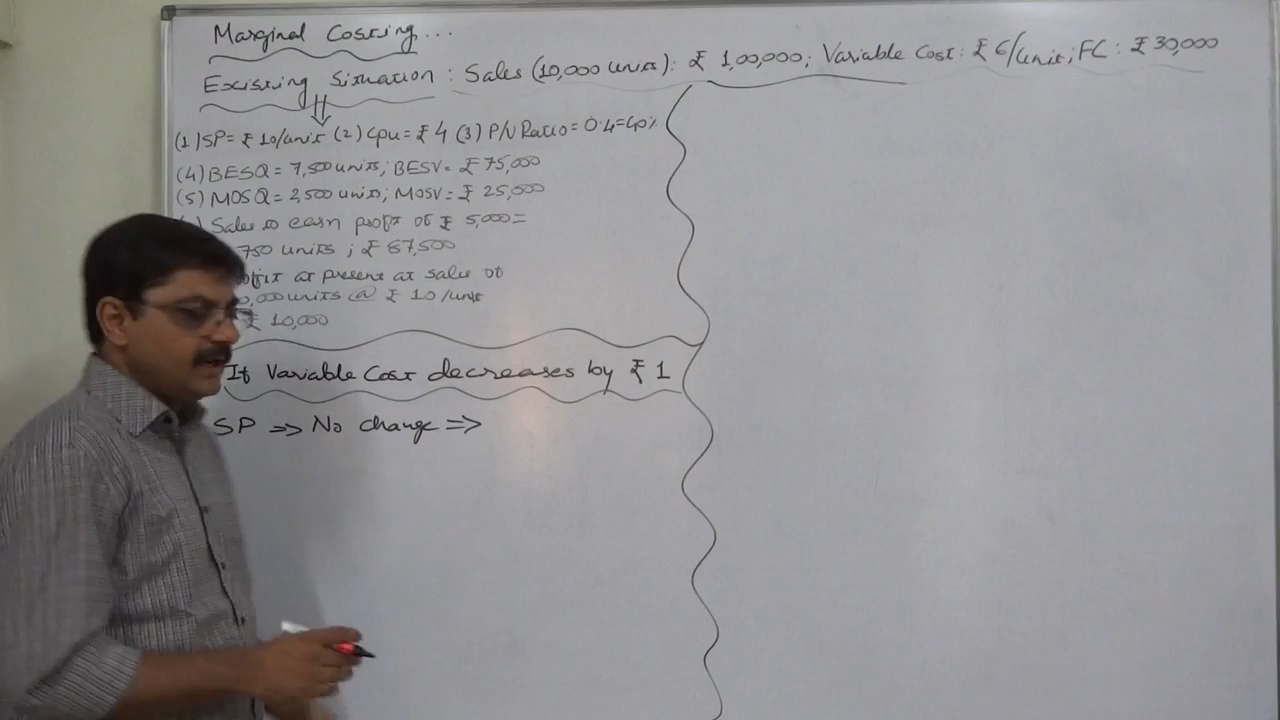 Marginal Costing...
Existing Situation : Sales (10,000 units): ₹ 1,00,000; Variable Cost: ₹ 6/unit; FC: ₹ 30,000
(1) SP= ₹ 10/unit (2) Cpu= ₹ 4 (3) P/V Ratio = 0.4=40%
(4) BESQ = 7,500 units; BESV= ₹ 75,000
(5) MOSQ = 2,500 units; MOSV= ₹ 25,000
Sales to earn profit of ₹ 5,000=
750 units ; ₹ 87,500
ofit at present at sales of
0,000 units @ ₹ 10/unit
₹ 10,000
If Variable Cost decreases by ₹ 1
SP => No change =>